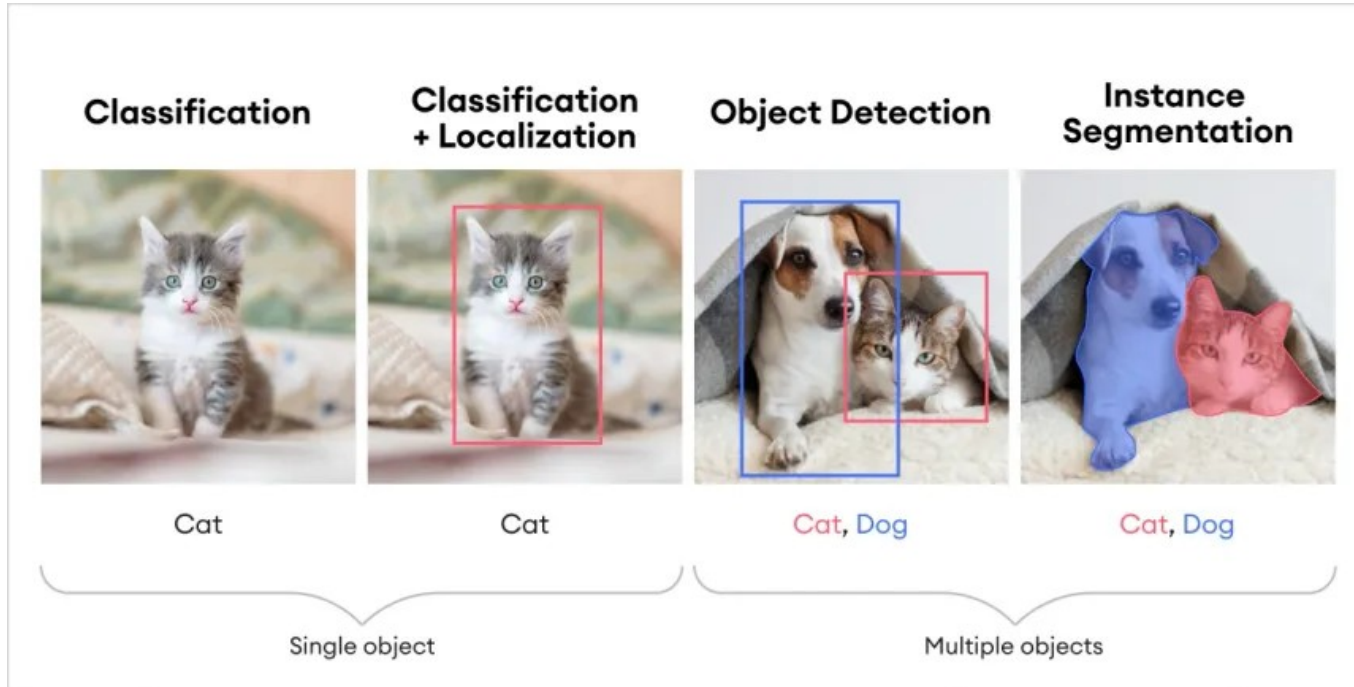 Classification
Classification
+ Localization
Object Detection
Instance
Segmentation
Cat
Cat
Cat, Dog
Cat, Dog
Single object
Multiple objects